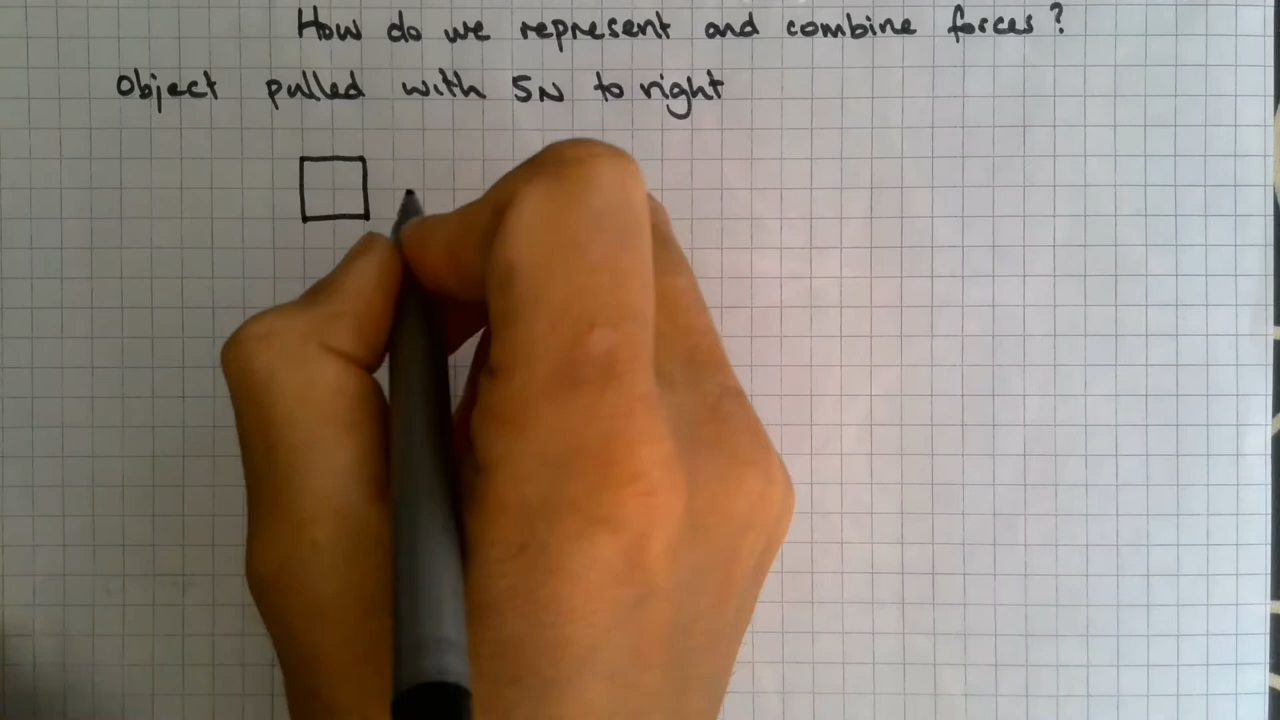 How do we represent and combine forces?
Object pulled with 5N to right